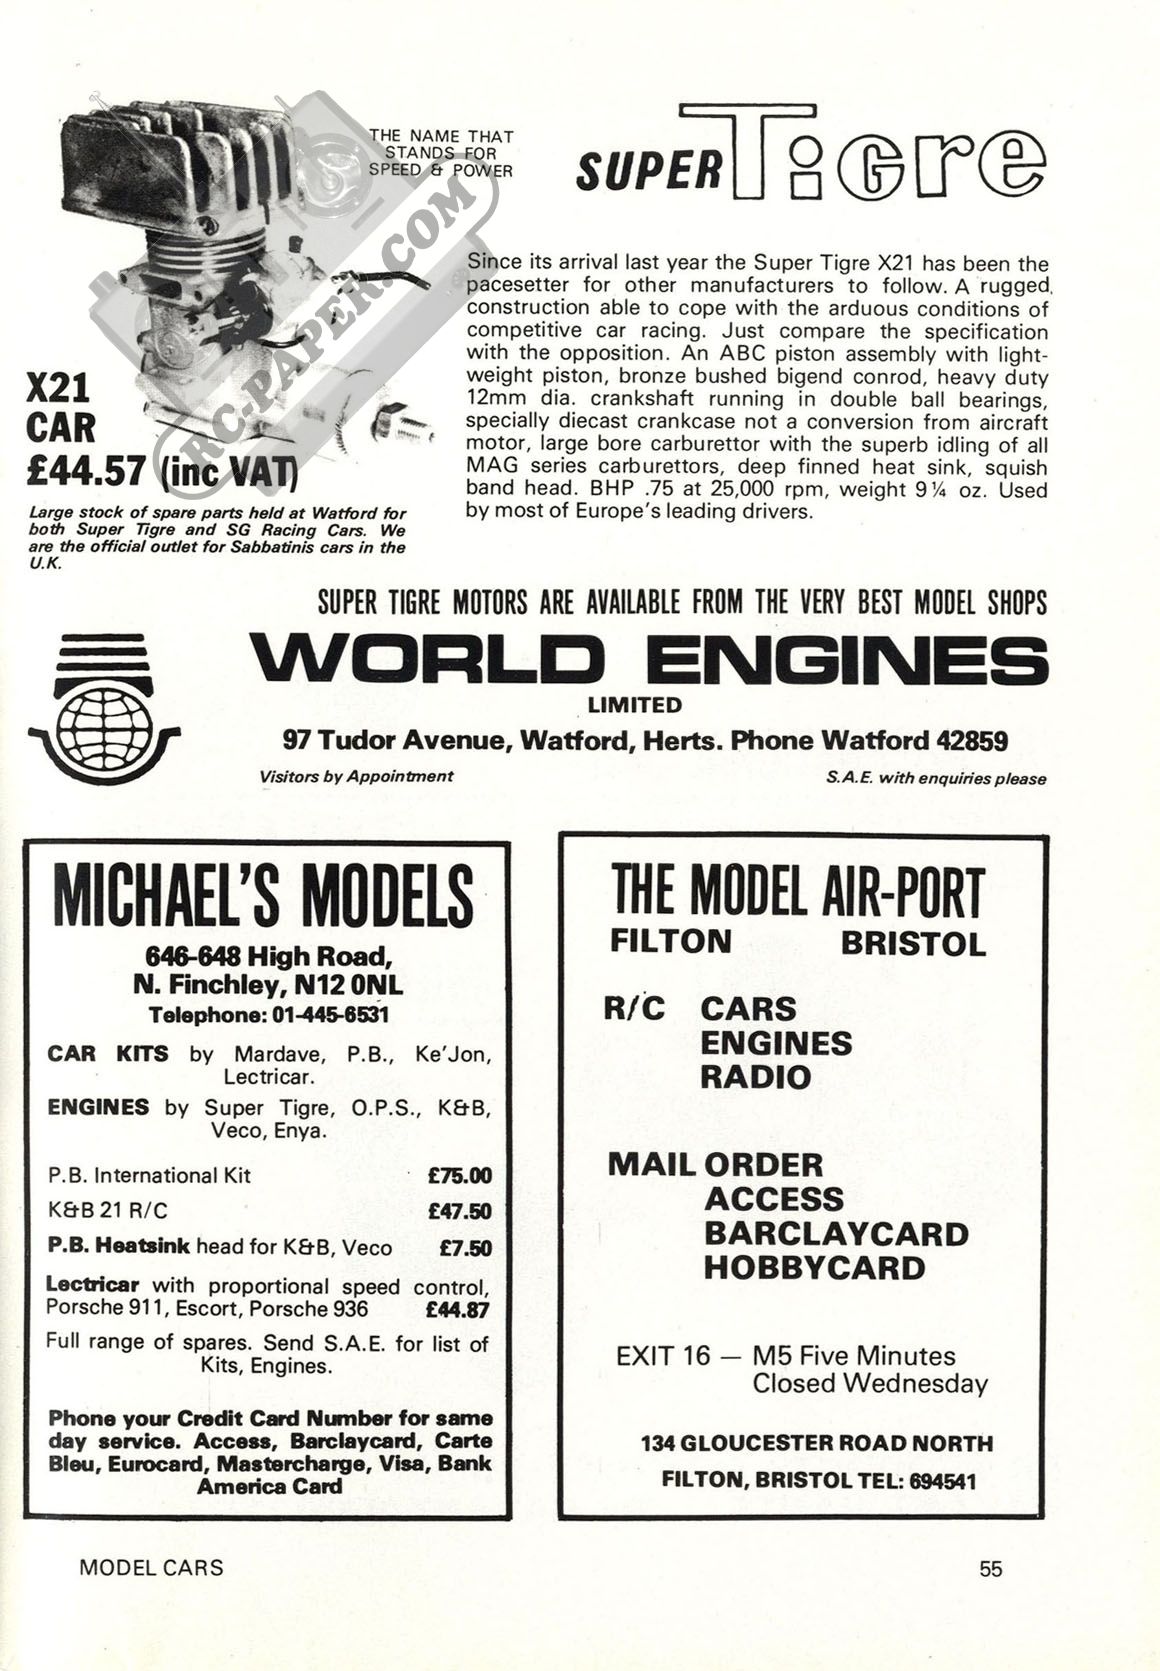 THE NAME THAT
STANDS FOR
SPEED & POWER
SUPER TIGRE
Since its arrival last year the Super Tigre X21 has been the
pacesetter for other manufacturers to follow. A rugged,
construction able to cope with the arduous conditions of
competitive car racing. Just compare the specification
with the opposition. An ABC piston assembly with light-
weight piston, bronze bushed bigend conrod, heavy duty
12mm dia. crankshaft running in double ball bearings,
specially diecast crankcase not a conversion from aircraft
motor, large bore carburettor with the superb idling of all
MAG series carburettors, deep finned heat sink, squish
band head. BHP .75 at 25,000 rpm, weight 9¼ oz. Used
by most of Europe's leading drivers.
RC-PAPER.COM
X21
CAR
£44.57 (inc VAT)
Large stock of spare parts held at Watford for
both Super Tigre and SG Racing Cars. We
are the official outlet for Sabbatinis cars in the
U.K.
SUPER TIGRE MOTORS ARE AVAILABLE FROM THE VERY BEST MODEL SHOPS
WORLD ENGINES
LIMITED
97 Tudor Avenue, Watford, Herts. Phone Watford 42859
Visitors by Appointment S.A.E. with enquiries please
MICHAEL'S MODELS
646-648 High Road,
N. Finchley, N12 0NL
Telephone: 01-445-6531
CAR KITS by Mardave, P.B., Ke'Jon,
Lectricar.
ENGINES by Super Tigre, O.P.S., K&B,
Veco, Enya.
P.B. International Kit £75.00
K&B 21 R/C £47.50
P.B. Heatsink head for K&B, Veco £7.50
Lectricar with proportional speed control,
Porsche 911, Escort, Porsche 936 £44.87
Full range of spares. Send S.A.E. for list of
Kits, Engines.
Phone your Credit Card Number for same
day service. Access, Barclaycard, Carte
Bleu, Eurocard, Mastercharge, Visa, Bank
America Card
THE MODEL AIR-PORT
FILTON BRISTOL
R/C CARS
ENGINES
RADIO
MAIL ORDER
ACCESS
BARCLAYCARD
HOBBYCARD
EXIT 16 — M5 Five Minutes
Closed Wednesday
134 GLOUCESTER ROAD NORTH
FILTON, BRISTOL TEL: 694541
MODEL CARS 55